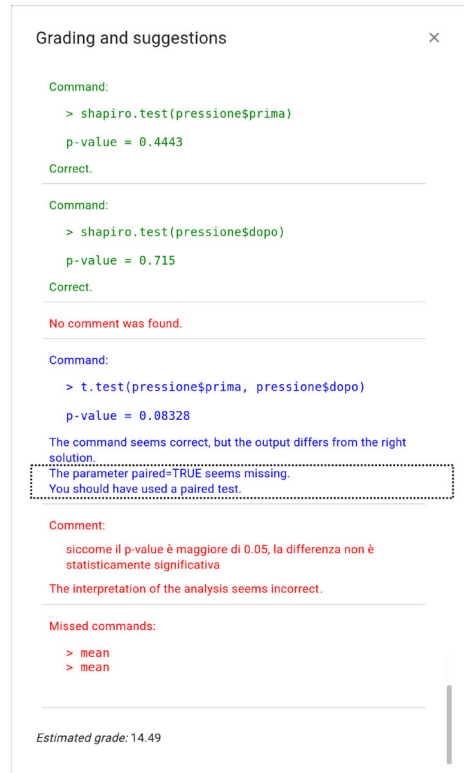 Grading and suggestions
×
Command:
> shapiro.test(pressione$prima)
p-value = 0.4443
Correct.
Command:
> shapiro.test(pressione$dopo)
p-value = 0.715
Correct.
No comment was found.
Command:
> t.test(pressione$prima, pressione$dopo)
p-value = 0.08328
The command seems correct, but the output differs from the right
solution.
The parameter paired=TRUE seems missing.
You should have used a paired test.
Comment:
siccome il p-value è maggiore di 0.05, la differenza non è
statisticamente significativa
The interpretation of the analysis seems incorrect.
Missed commands:
> mean
> mean
Estimated grade: 14.49